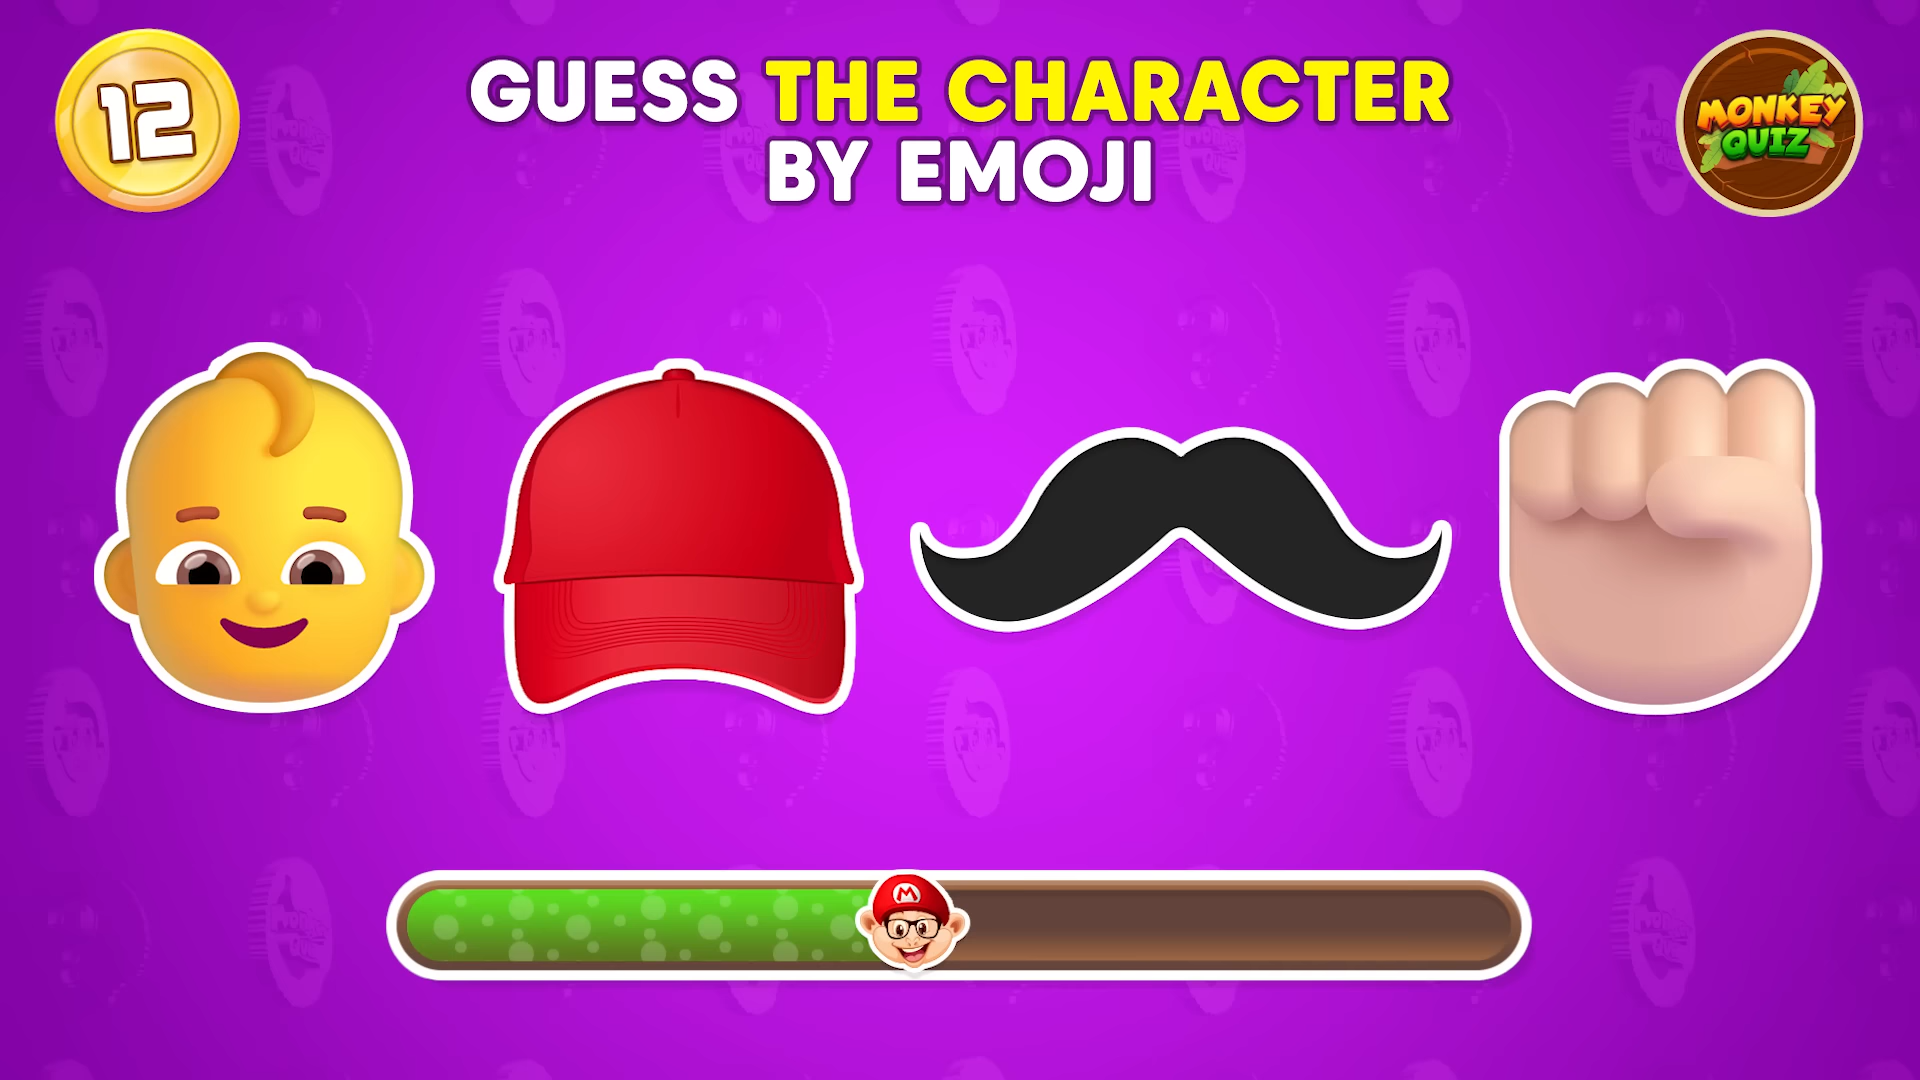 12
GUESS THE CHARACTER
BY EMOJI
MONKEY
QUIZ
M